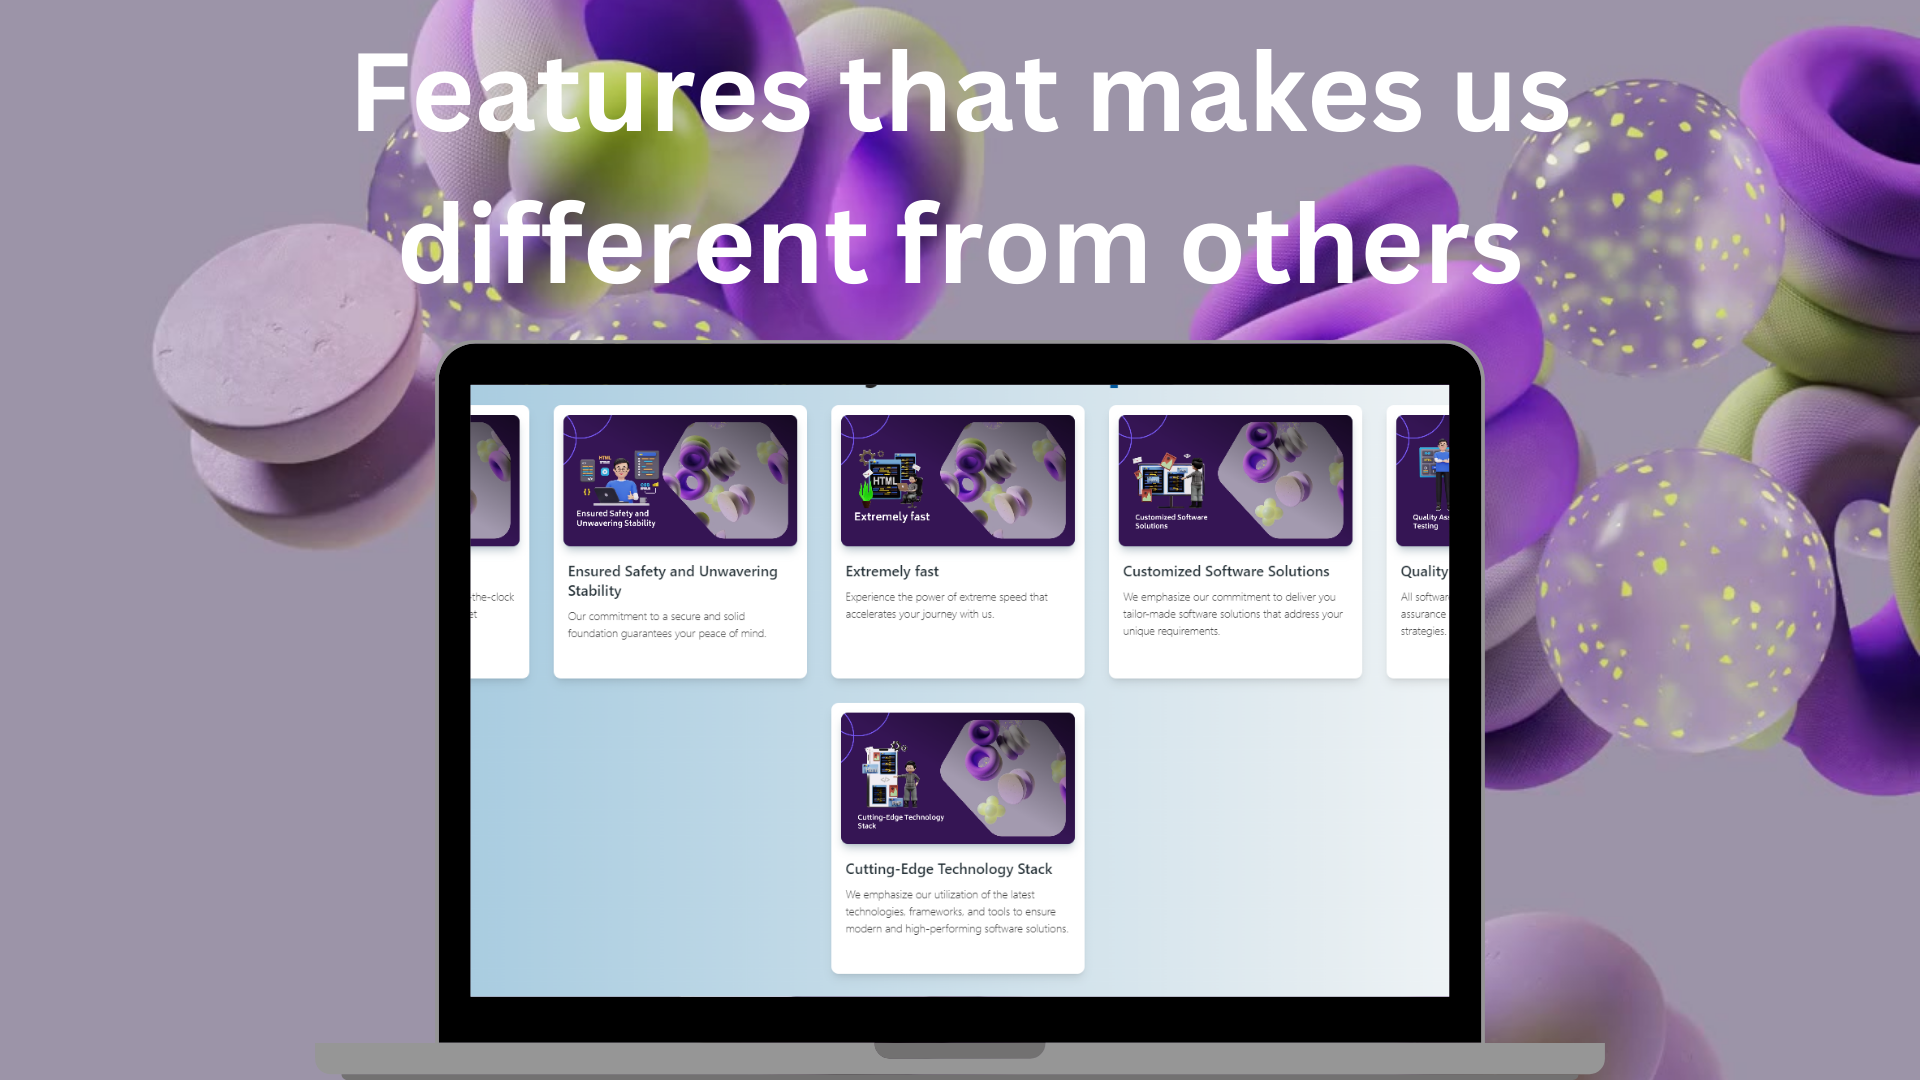 Features that makes us
different from others
the-clock
et
Ensured Safety and
Unwavering Stability
Ensured Safety and Unwavering
Stability
Our commitment to a secure and solid
foundation guarantees your peace of mind.
HTML
Extremely fast
Extremely fast
Experience the power of extreme speed that
accelerates your journey with us.
Customized Software
Solutions
Customized Software Solutions
We emphasize our commitment to deliver you
tailor-made software solutions that address your
unique requirements.
Quality Ass
Testing
Quality
All softwar
assurance
strategies.
Cutting-Edge Technology
Stack
Cutting-Edge Technology Stack
We emphasize our utilization of the latest
technologies, frameworks, and tools to ensure
modern and high-performing software solutions.